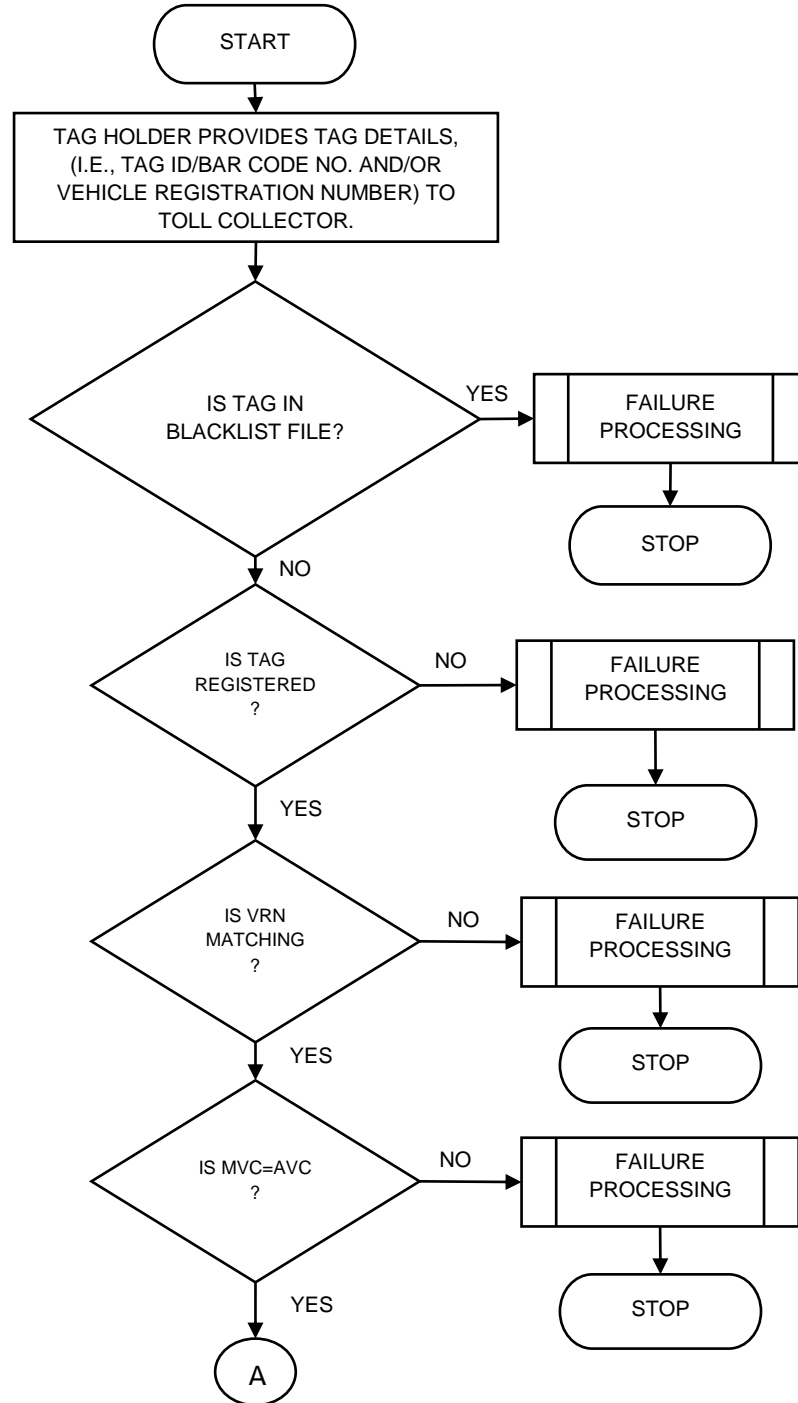 START
TAG HOLDER PROVIDES TAG DETAILS,
(I.E., TAG ID/BAR CODE NO. AND/OR
VEHICLE REGISTRATION NUMBER) TO
TOLL COLLECTOR.
IS TAG IN
BLACKLIST FILE?
YES
FAILURE
PROCESSING
STOP
NO
IS TAG
REGISTERED
?
NO
FAILURE
PROCESSING
STOP
YES
IS VRN
MATCHING
?
NO
FAILURE
PROCESSING
STOP
YES
IS MVC=AVC
?
NO
FAILURE
PROCESSING
STOP
YES
A